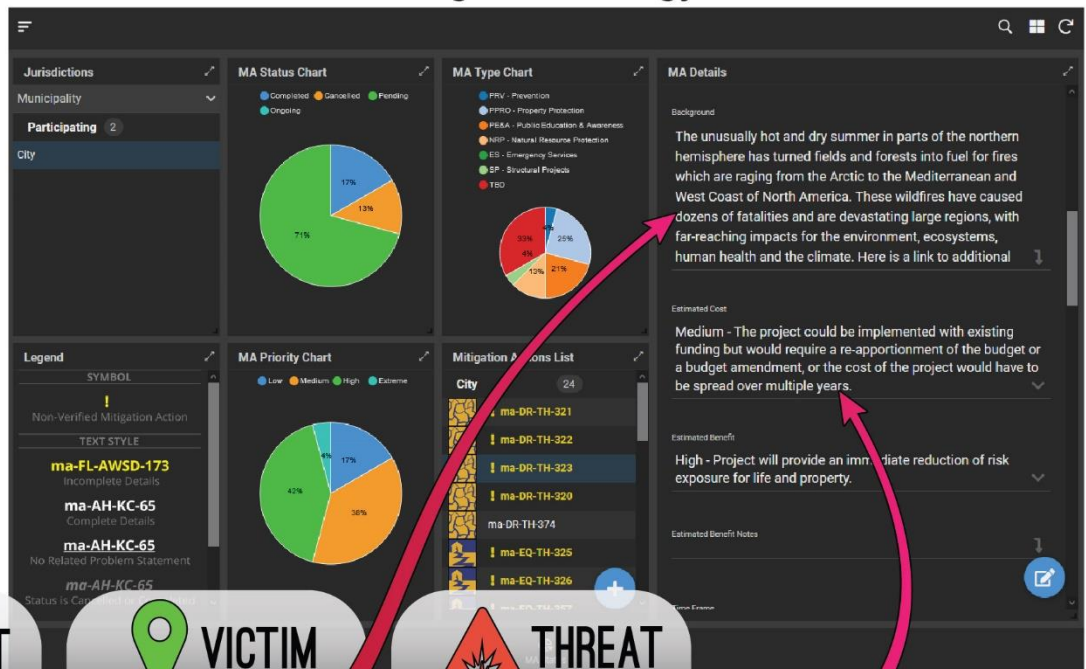 Jurisdictions
Municipality
Participating 2
City
MA Status Chart
Completed Cancelled Pending
Ongoing
17%
13%
71%
MA Type Chart
PRV - Prevention
PPRO - Property Protection
PE&A - Public Education & Awareness
NRP - Natural Resource Protection
ES - Emergency Services
SP - Structural Projects
TBD
4%
33%
25%
4%
13%
21%
MA Details
Background
The unusually hot and dry summer in parts of the northern
hemisphere has turned fields and forests into fuel for fires
which are raging from the Arctic to the Mediterranean and
West Coast of North America. These wildfires have caused
dozens of fatalities and are devastating large regions, with
far-reaching impacts for the environment, ecosystems,
human health and the climate. Here is a link to additional
Estimated Cost
Medium - The project could be implemented with existing
funding but would require a re-apportionment of the budget or
a budget amendment, or the cost of the project would have to
be spread over multiple years.
Estimated Benefit
High - Project will provide an immediate reduction of risk
exposure for life and property.
Estimated Benefit Notes
Time Frame
Legend
SYMBOL
!
Non-Verified Mitigation Action
TEXT STYLE
ma-FL-AWSD-173
Incomplete Details
ma-AH-KC-65
Complete Details
ma-AH-KC-65
No Related Problem Statement
ma-AH-KC-65
Status is
MA Priority Chart
Low Medium High Extreme
4%
17%
42%
38%
Mitigation Actions List
City 24
! ma-DR-TH-321
! ma-DR-TH-322
! ma-DR-TH-323
! ma-DR-TH-320
ma-DR-TH-374
! ma-EQ-TH-325
! ma-EQ-TH-326
VICTIM
THREAT